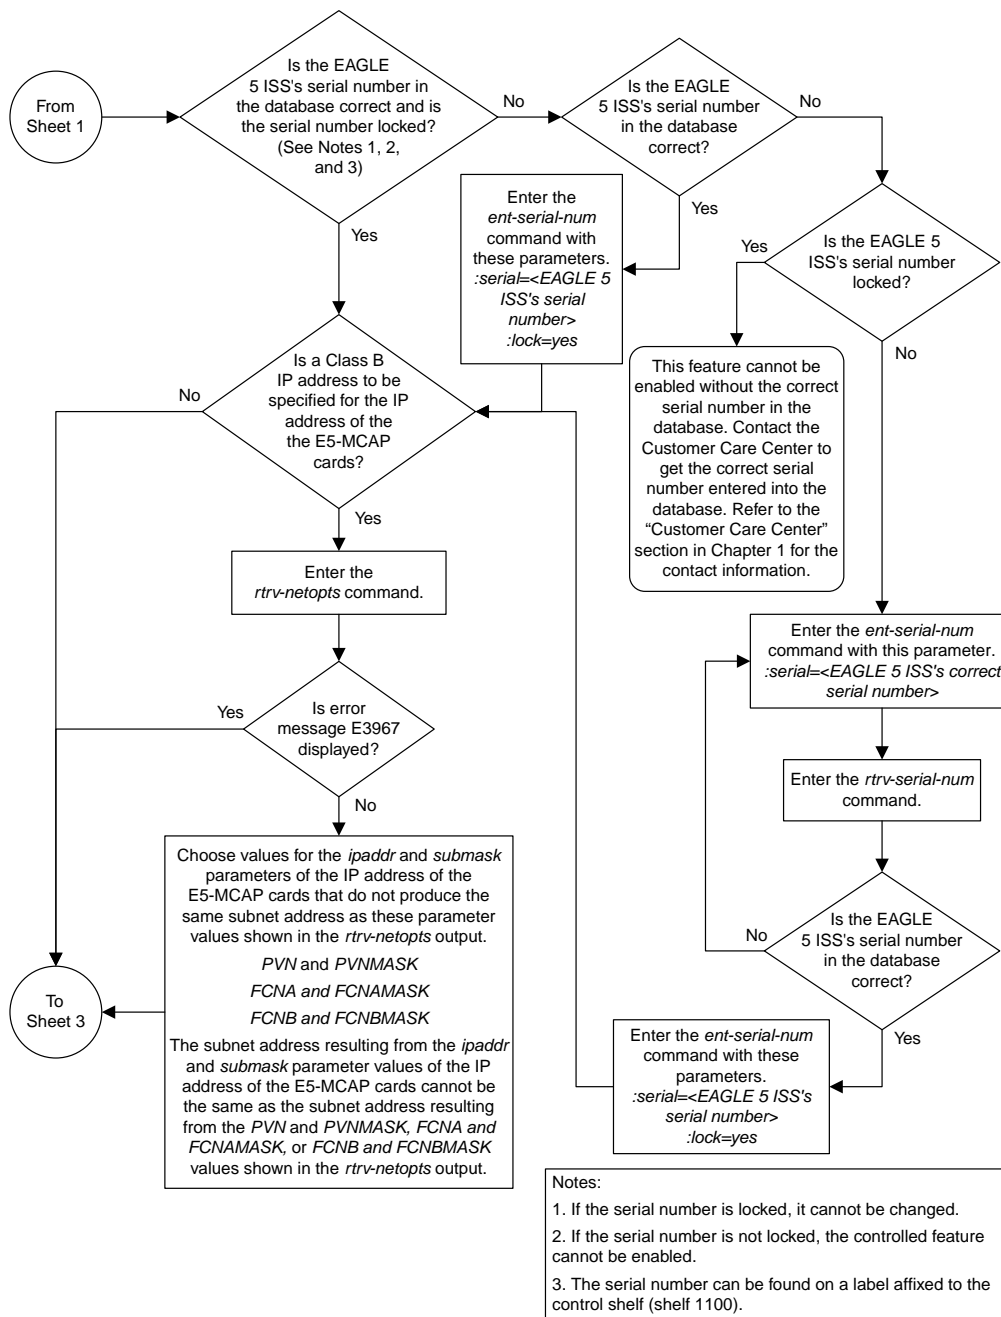 From
Sheet 1
Is the EAGLE
5 ISS's serial number in
the database correct and is
the serial number locked?
(See Notes 1, 2,
and 3)
No
Yes
Is the EAGLE
5 ISS's serial number
in the database
correct?
No
Yes
Enter the
ent-serial-num
command with
these parameters.
:serial=<EAGLE 5
ISS's serial
number>
:lock=yes
Is the EAGLE 5
ISS's serial number
locked?
Yes
No
This feature cannot be
enabled without the correct
serial number in the
database. Contact the
Customer Care Center to
get the correct serial
number entered into the
database. Refer to the
“Customer Care Center”
section in Chapter 1 for the
contact information.
Is a Class B
IP address to be
specified for the IP
address of the
the E5-MCAP
cards?
No
Yes
Enter the
rtrv-netopts command.
Is error
message E3967
displayed?
Yes
No
Choose values for the ipaddr and submask
parameters of the IP address of the
E5-MCAP cards that do not produce the
same subnet address as these parameter
values shown in the rtrv-netopts output.
PVN and PVNMASK
FCNA and FCNAMASK
FCNB and FCNBMASK
The subnet address resulting from the ipaddr
and submask parameter values of the IP
address of the E5-MCAP cards cannot be
the same as the subnet address resulting
from the PVN and PVNMASK, FCNA and
FCNAMASK, or FCNB and FCNBMASK
values shown in the rtrv-netopts output.
To
Sheet 3
Enter the ent-serial-num
command with this parameter.
:serial=<EAGLE 5 ISS's correct
serial number>
Enter the rtrv-serial-num
command.
Is the EAGLE
5 ISS's serial number
in the database
correct?
No
Yes
Enter the ent-serial-num
command with these
parameters.
:serial=<EAGLE 5 ISS's
serial number>
:lock=yes
Notes:
1. If the serial number is locked, it cannot be changed.
2. If the serial number is not locked, the controlled feature
cannot be enabled.
3. The serial number can be found on a label affixed to the
control shelf (shelf 1100).